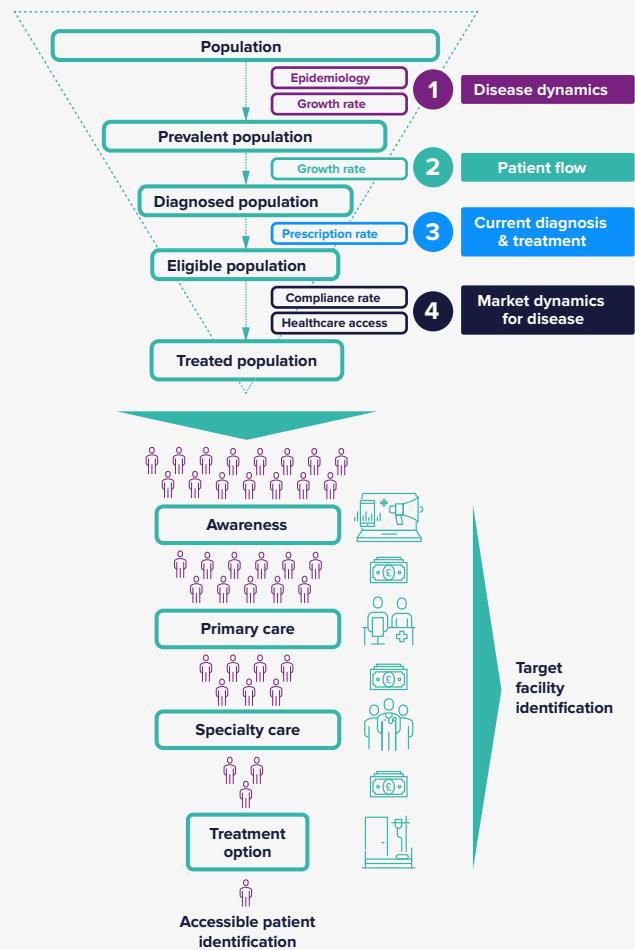 Population
Epidemiology
Growth rate
1
Disease dynamics
Prevalent population
Growth rate
2
Patient flow
Diagnosed population
Prescription rate
3
Current diagnosis
& treatment
Eligible population
Compliance rate
Healthcare access
4
Market dynamics
for disease
Treated population
Awareness
£
Primary care
£
Specialty care
£
Treatment
option
Target
facility
identification
Accessible patient
identification